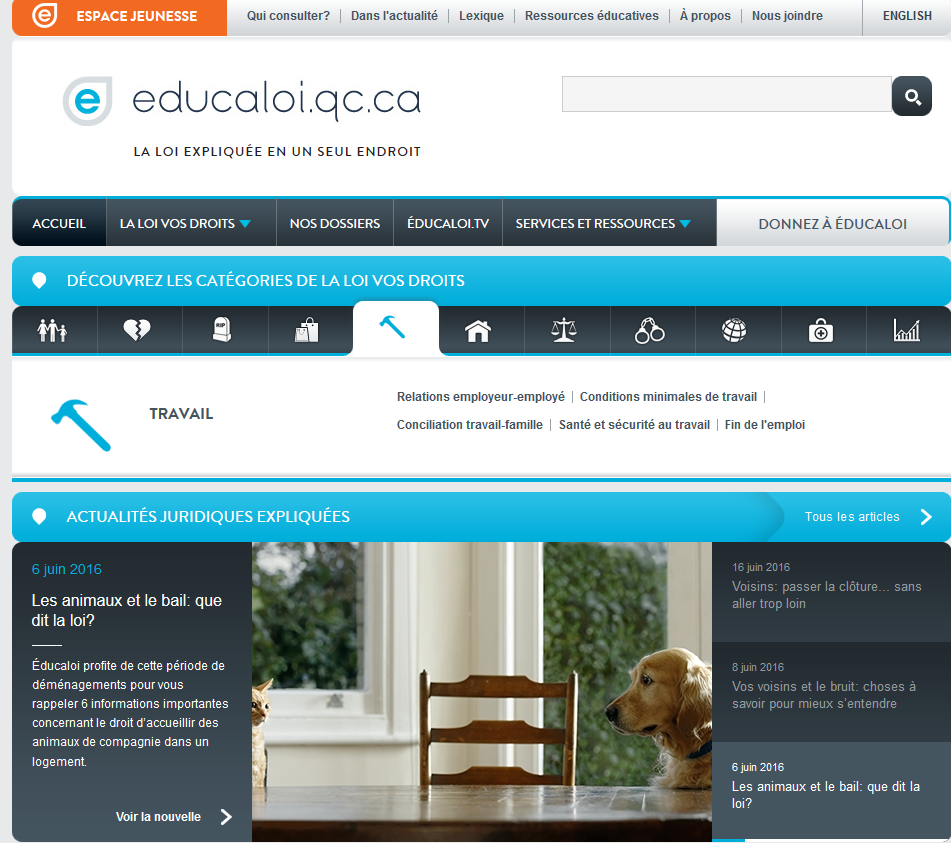 ESPACE JEUNESSE
Qui consulter? | Dans l'actualité | Lexique | Ressources éducatives | À propos | Nous joindre
ENGLISH
e educaloi.qc.ca
LA LOI EXPLIQUÉE EN UN SEUL ENDROIT
ACCUEIL
LA LOI VOS DROITS
NOS DOSSIERS
ÉDUCALOI.TV
SERVICES ET RESSOURCES
DONNEZ À ÉDUCALOI
DÉCOUVREZ LES CATÉGORIES DE LA LOI VOS DROITS
RIP
TRAVAIL
Relations employeur-employé | Conditions minimales de travail |
Conciliation travail-famille | Santé et sécurité au travail | Fin de l'emploi
ACTUALITÉS JURIDIQUES EXPLIQUÉES
Tous les articles
6 juin 2016
Les animaux et le bail: que
dit la loi?
Éducaloi profite de cette période de
déménagements pour vous
rappeler 6 informations importantes
concernant le droit d'accueillir des
animaux de compagnie dans un
logement.
Voir la nouvelle
16 juin 2016
Voisins: passer la clôture... sans
aller trop loin
8 juin 2016
Vos voisins et le bruit: choses à
savoir pour mieux s'entendre
6 juin 2016
Les animaux et le bail: que dit la
loi?